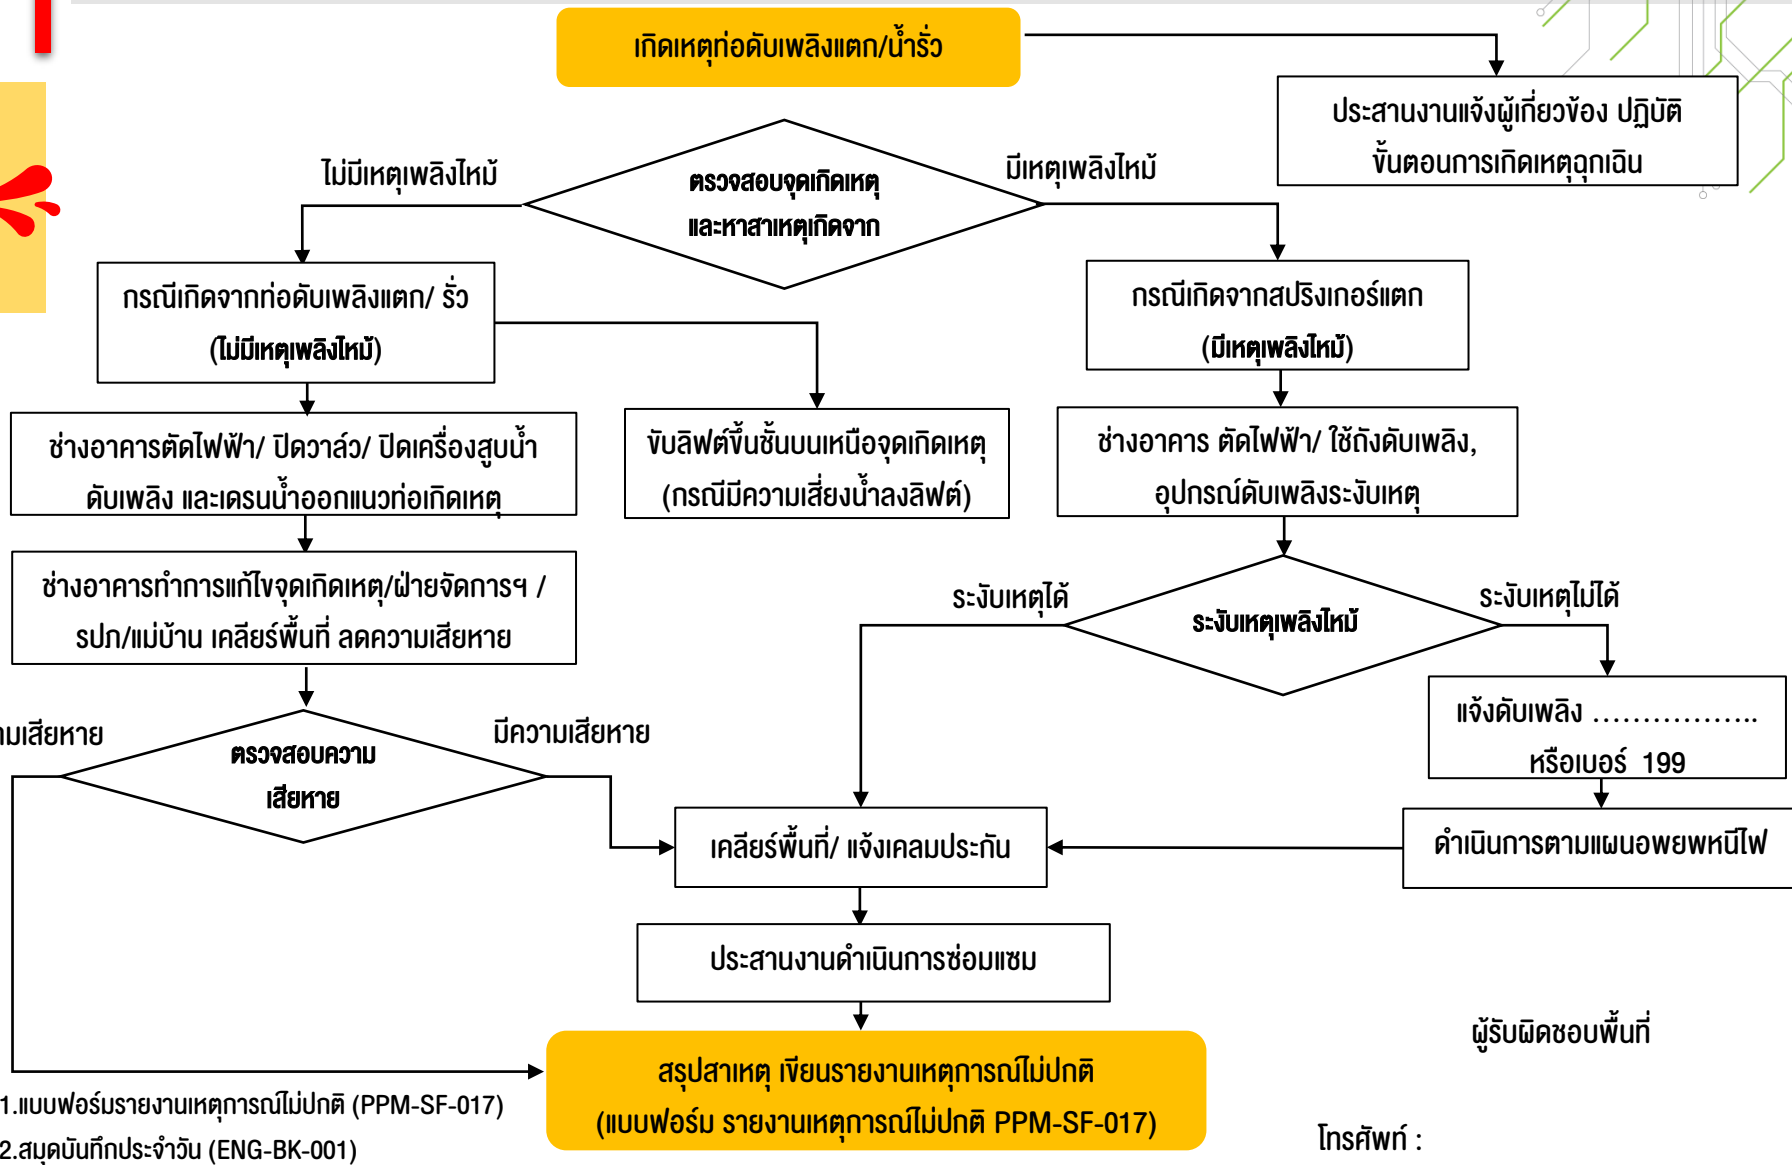 เกิดเหตุท่อดับเพลิงแตก/น้ำรั่ว
ประสานงานแจ้งผู้เกี่ยวข้อง ปฏิบัติ
ขั้นตอนการเกิดเหตุฉุกเฉิน
ไม่มีเหตุเพลิงไหม้
ตรวจสอบจุดเกิดเหตุ
และหาสาเหตุเกิดจาก
มีเหตุเพลิงไหม้
กรณีเกิดจากท่อดับเพลิงแตก/ รั่ว
(ไม่มีเหตุเพลิงไหม้)
กรณีเกิดจากสปริงเกอร์แตก
(มีเหตุเพลิงไหม้)
ช่างอาคารตัดไฟฟ้า/ ปิดวาล์ว/ ปิดเครื่องสูบน้ำ
ดับเพลิง และเดรนน้ำออกแนวท่อเกิดเหตุ
ขับลิฟต์ขึ้นชั้นบนเหนือจุดเกิดเหตุ
(กรณีมีความเสี่ยงน้ำลงลิฟต์)
ช่างอาคาร ตัดไฟฟ้า/ ใช้ถังดับเพลิง,
อุปกรณ์ดับเพลิงระงับเหตุ
ช่างอาคารทำการแก้ไขจุดเกิดเหตุ/ฝ่ายจัดการฯ /
รปภ/แม่บ้าน เคลียร์พื้นที่ ลดความเสียหาย
ระงับเหตุได้
ระงับเหตุเพลิงไหม้
ระงับเหตุไม่ได้
แจ้งดับเพลิง ……………..
หรือเบอร์ 199
ามเสียหาย
ตรวจสอบความ
เสียหาย
มีความเสียหาย
เคลียร์พื้นที่/ แจ้งเคลมประกัน
ดำเนินการตามแผนอพยพหนีไฟ
ประสานงานดำเนินการซ่อมแซม
ผู้รับผิดชอบพื้นที่
สรุปสาเหตุ เขียนรายงานเหตุการณ์ไม่ปกติ
(แบบฟอร์ม รายงานเหตุการณ์ไม่ปกติ PPM-SF-017)
1.แบบฟอร์มรายงานเหตุการณ์ไม่ปกติ (PPM-SF-017)
2.สมุดบันทึกประจำวัน (ENG-BK-001)
โทรศัพท์ :